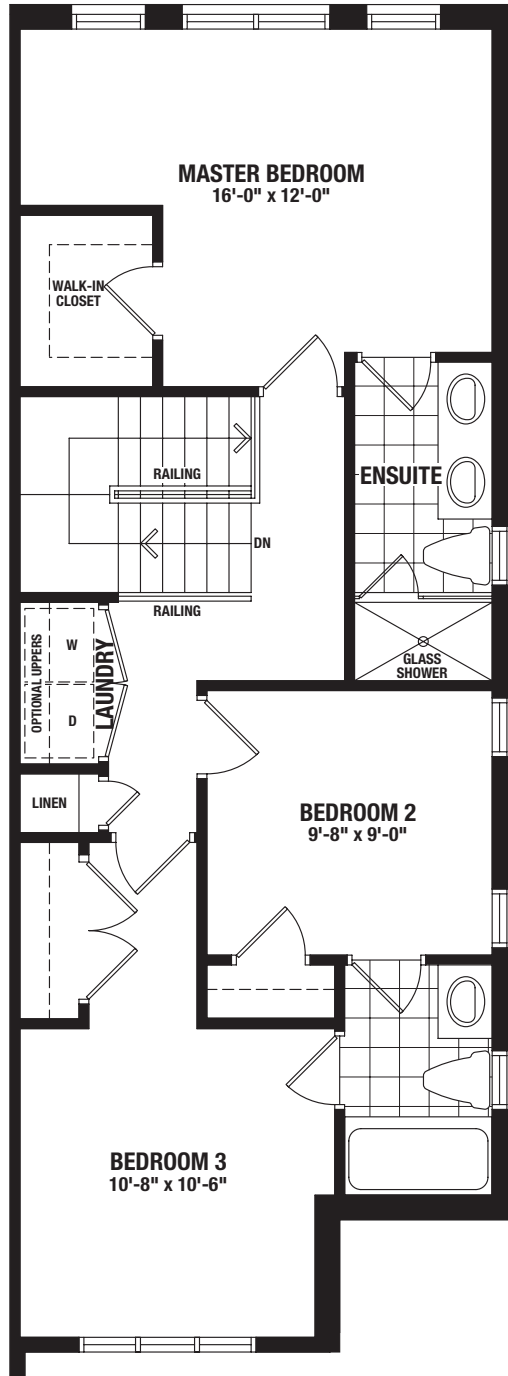 MASTER BEDROOM
16'-0" x 12'-0"
WALK-IN
CLOSET
RAILING
ENSUITE
DN
RAILING
OPTIONAL UPPERS
W
D
LAUNDRY
GLASS
SHOWER
LINEN
BEDROOM 2
9'-8" x 9'-0"
BEDROOM 3
10'-8" x 10'-6"